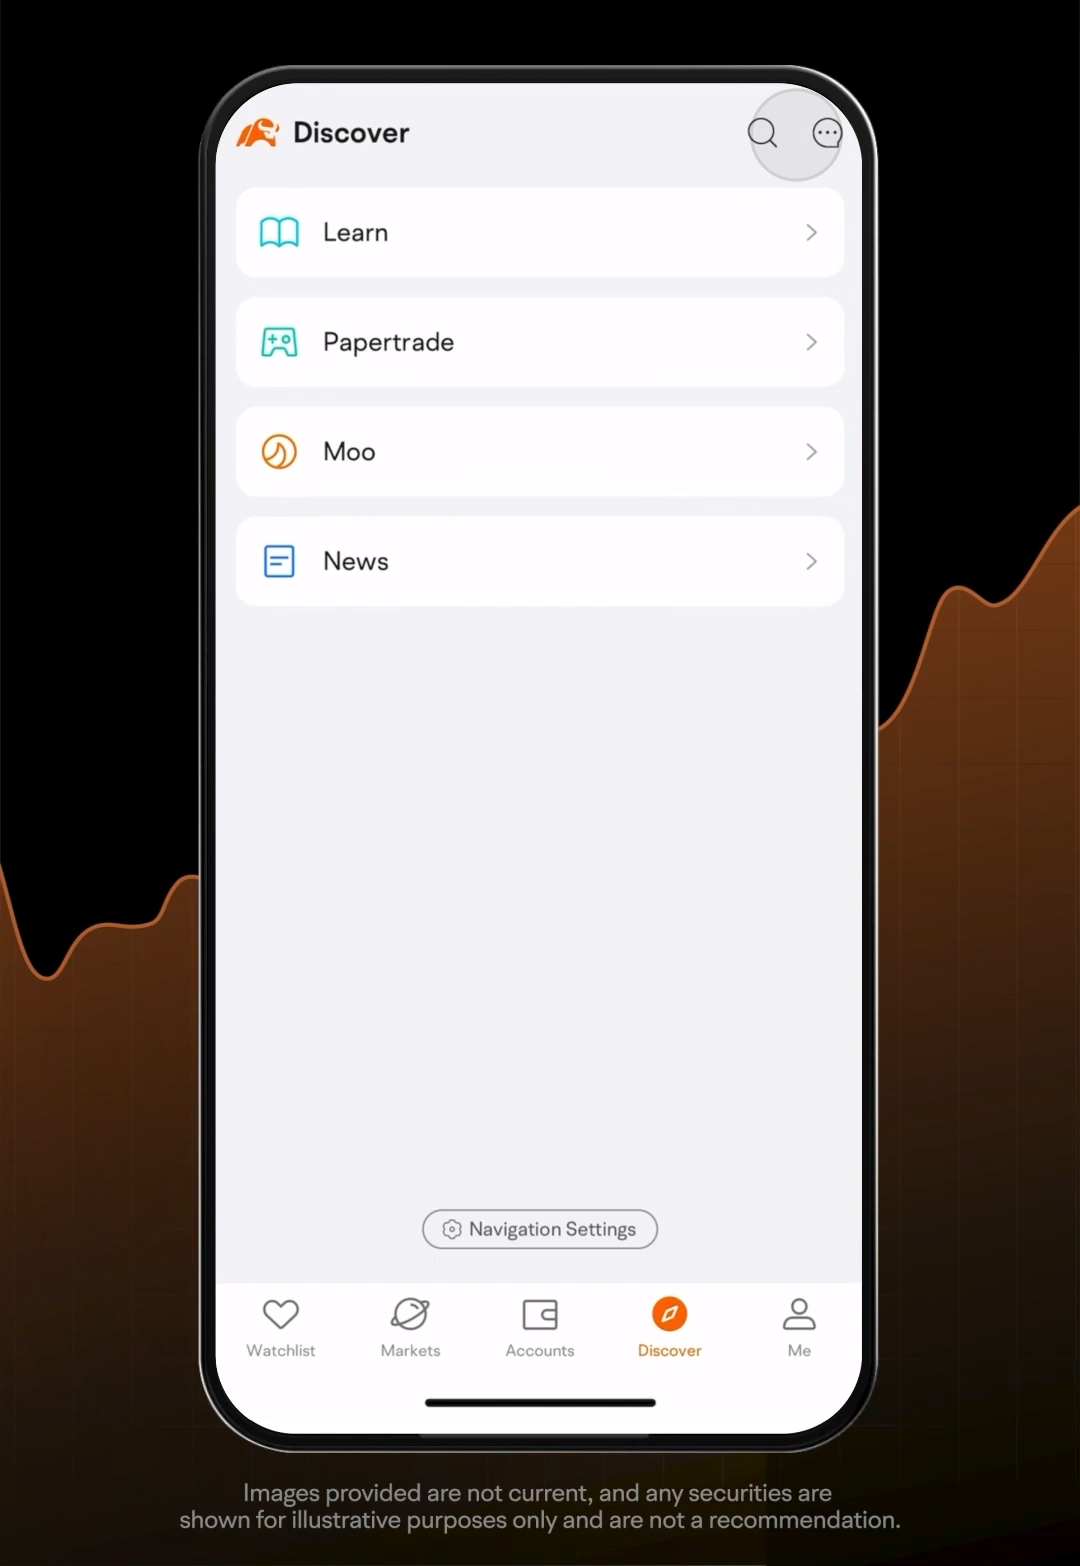 Discover
Learn
Papertrade
Moo
News
Navigation Settings
Watchlist
Markets
Accounts
Discover
Me
Images provided are not current, and any securities are
shown for illustrative purposes only and are not a recommendation.